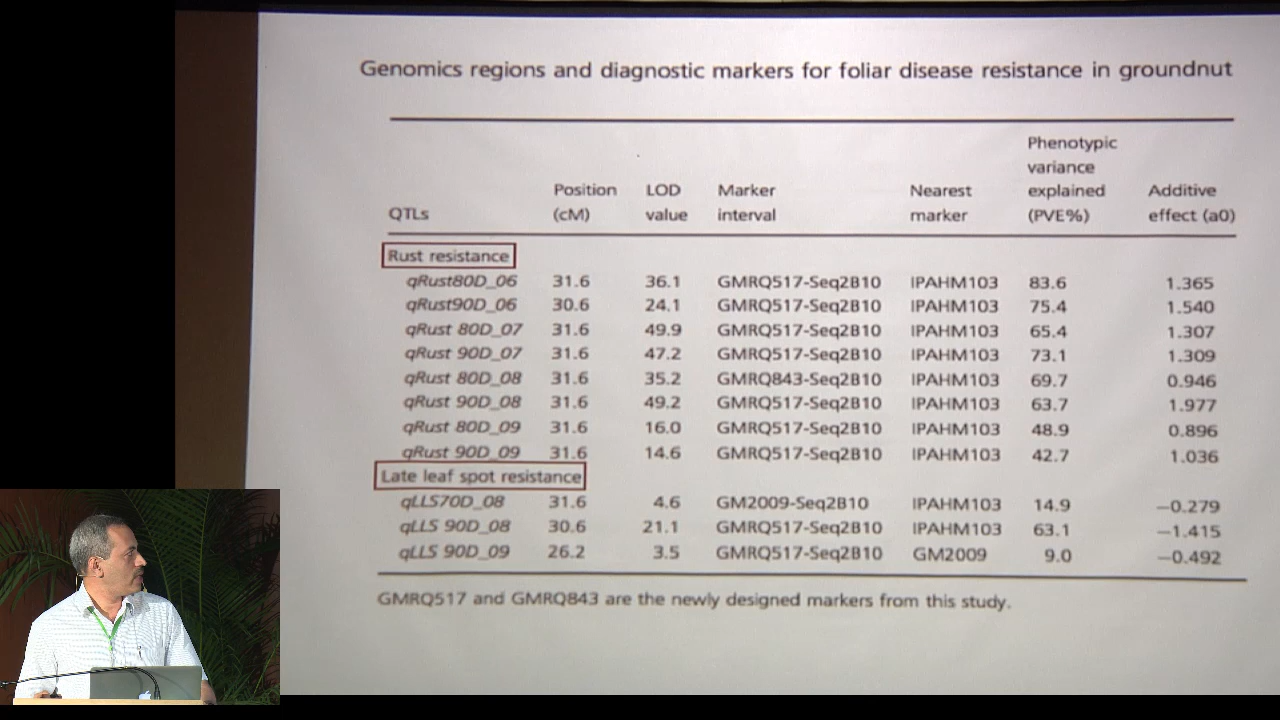 Genomics regions and diagnostic markers for foliar disease resistance in groundnut
QTLs Position (cM) LOD value Marker interval Nearest marker Phenotypic variance explained (PVE%) Additive effect (a0)
Rust resistance
qRust80D_06 31.6 36.1 GMRQ517-Seq2B10 IPAHM103 83.6 1.365
qRust90D_06 30.6 24.1 GMRQ517-Seq2B10 IPAHM103 75.4 1.540
qRust 80D_07 31.6 49.9 GMRQ517-Seq2B10 IPAHM103 65.4 1.307
qRust 90D_07 31.6 47.2 GMRQ517-Seq2B10 IPAHM103 73.1 1.309
qRust 80D_08 31.6 35.2 GMRQ843-Seq2B10 IPAHM103 69.7 0.946
qRust 90D_08 31.6 49.2 GMRQ517-Seq2B10 IPAHM103 63.7 1.977
qRust 80D_09 31.6 16.0 GMRQ517-Seq2B10 IPAHM103 48.9 0.896
qRust 90D_09 31.6 14.6 GMRQ517-Seq2B10 IPAHM103 42.7 1.036
Late leaf spot resistance
qLLS70D_08 31.6 4.6 GM2009-Seq2B10 IPAHM103 14.9 −0.279
qLLS 90D_08 30.6 21.1 GMRQ517-Seq2B10 IPAHM103 63.1 −1.415
qLLS 90D_09 26.2 3.5 GMRQ517-Seq2B10 GM2009 9.0 −0.492
GMRQ517 and GMRQ843 are the newly designed markers from this study.